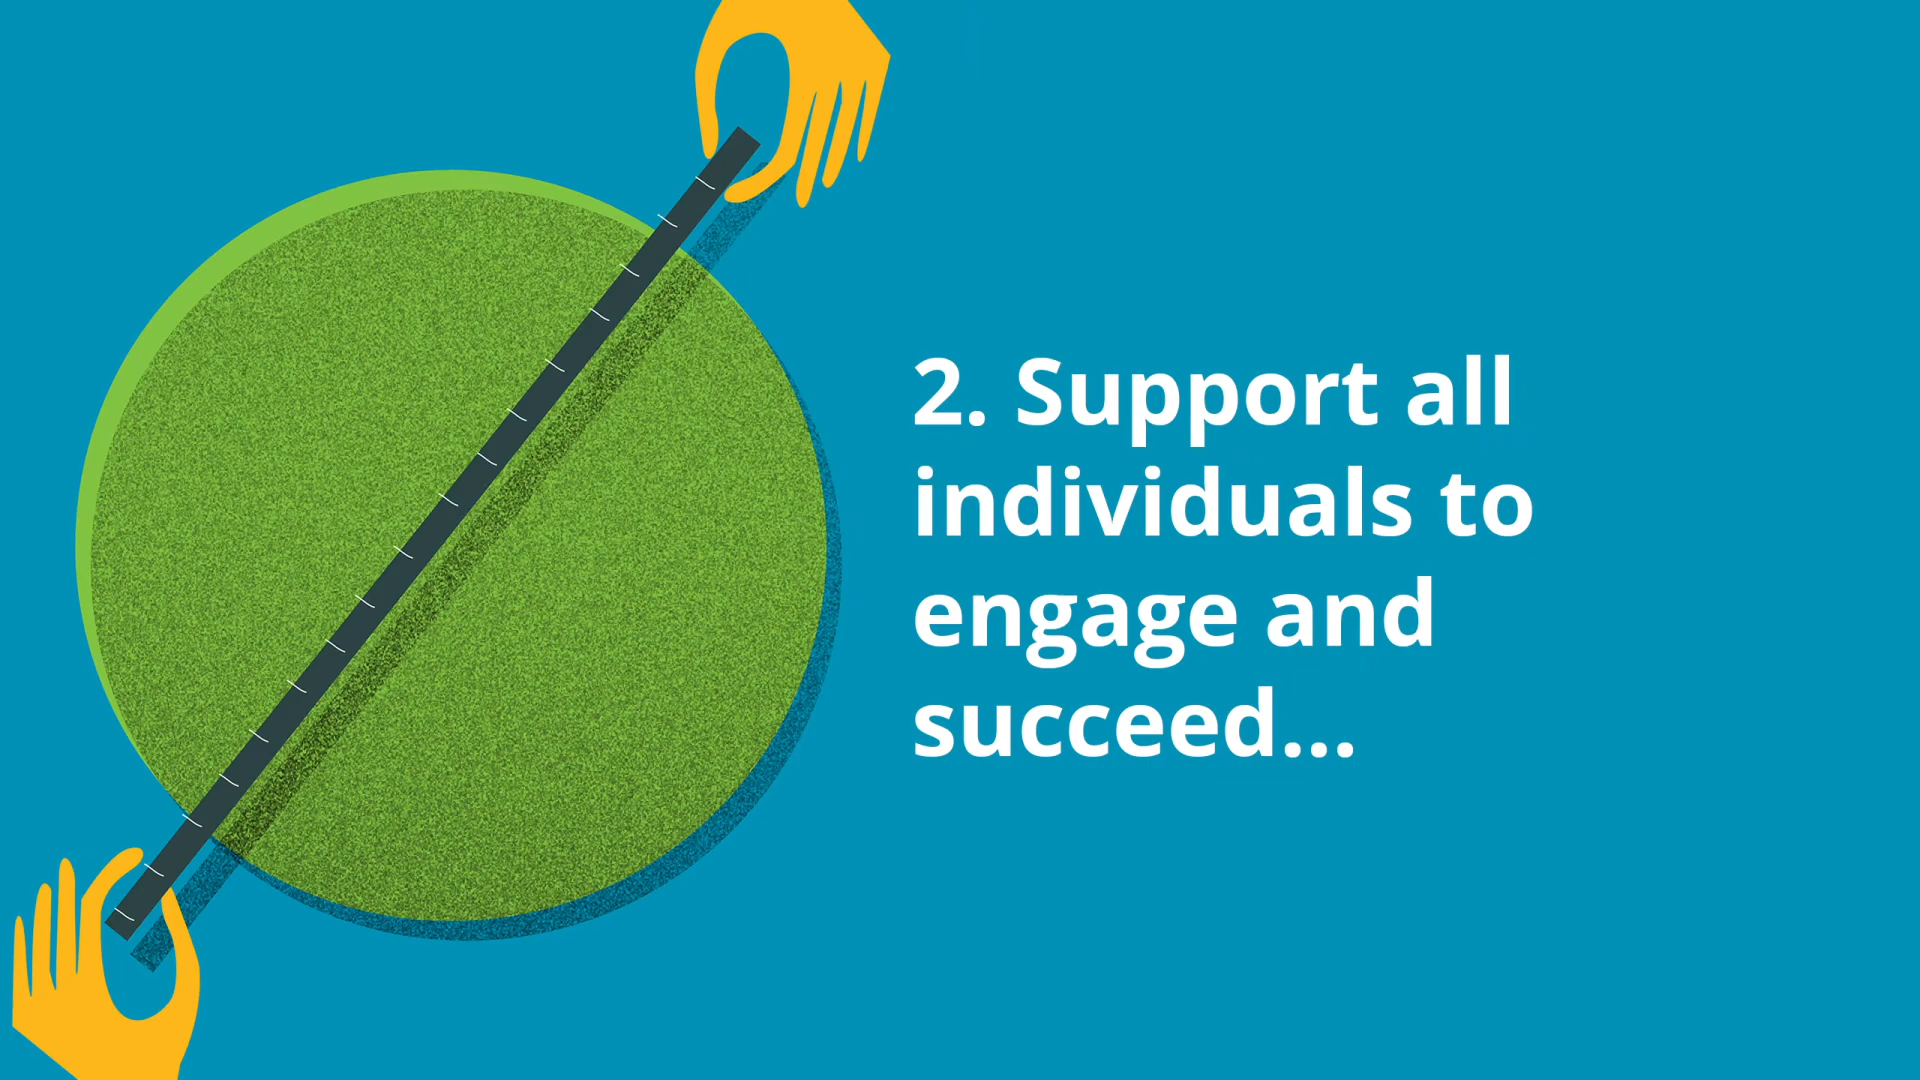 2. Support all
individuals to
engage and
succeed...